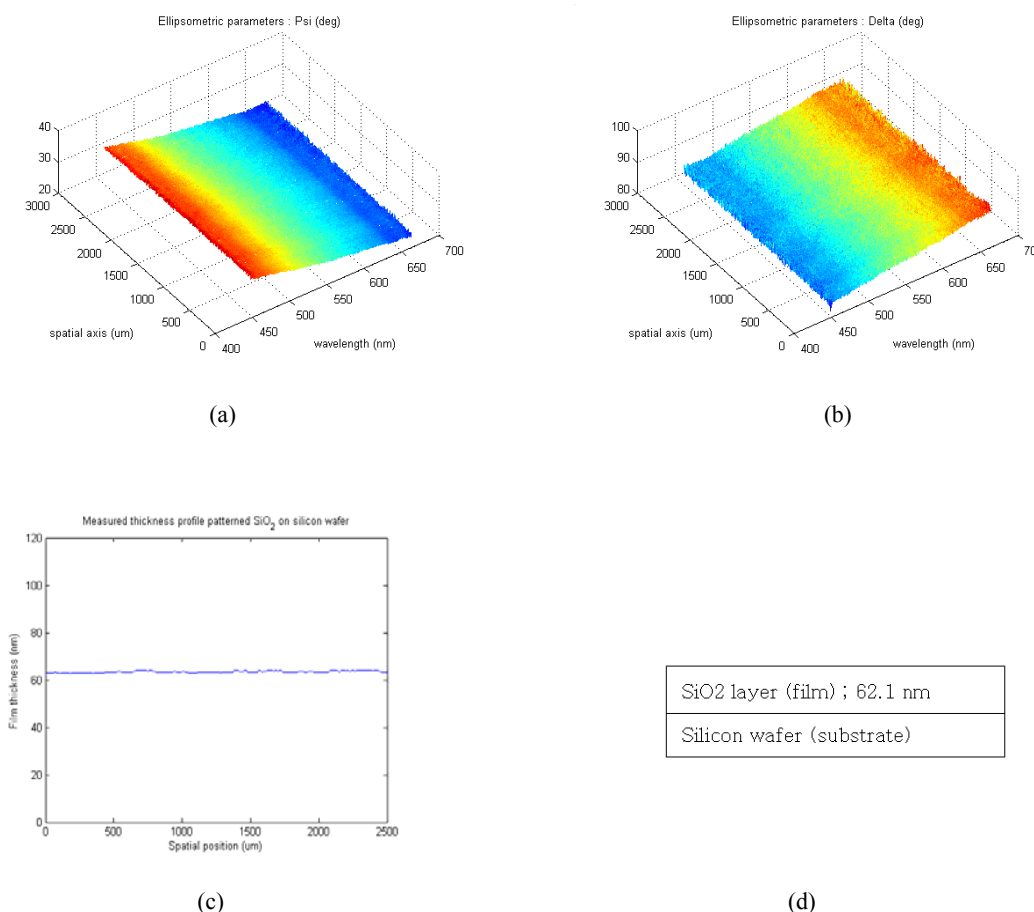 Ellipsometric parameters : Psi (deg)
40
30
20
3000
2500
2000
1500
1000
500
0
spatial axis (um)
400
450
500
550
600
650
700
wavelength (nm)
(a)
Ellipsometric parameters : Delta (deg)
100
90
80
3000
2500
2000
1500
1000
500
0
spatial axis (um)
400
450
500
550
600
650
70
wavelength (nm)
(b)
Measured thickness profile patterned SiO2 on silicon wafer
120
100
80
60
40
20
0
Film thickness (nm)
0 500 1000 1500 2000 2500
Spatial position (um)
(c)
SiO2 layer (film) ; 62.1 nm
Silicon wafer (substrate)
(d)